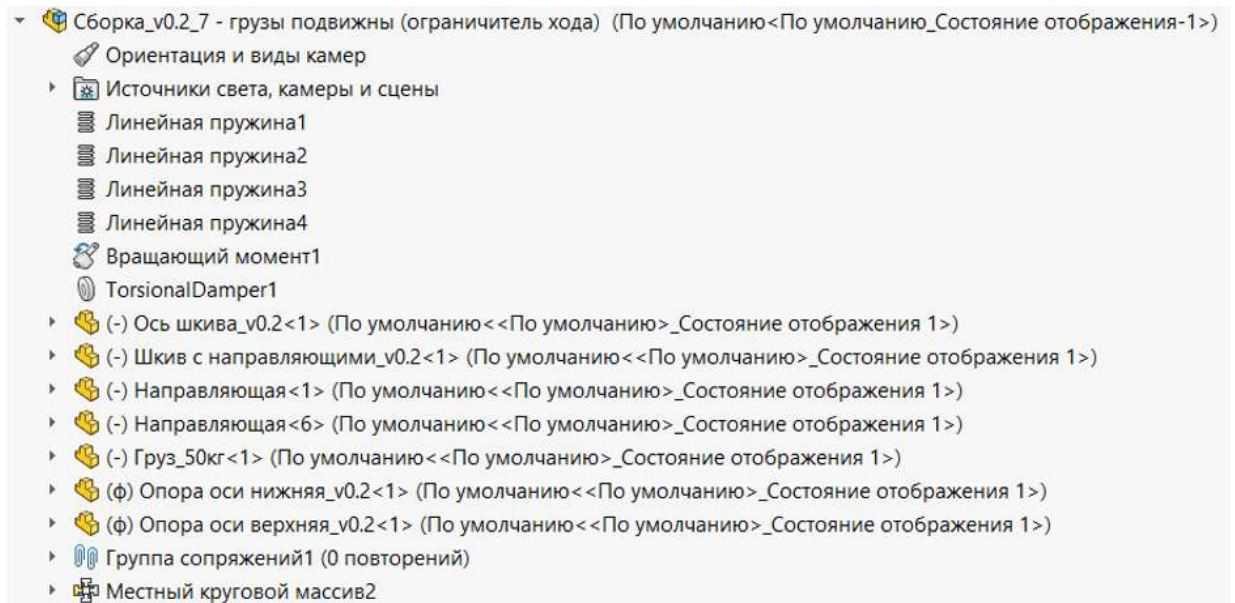 Сборка_v0.2_7 - грузы подвижны (ограничитель хода) (По умолчанию<По умолчанию_Состояние отображения-1>)
Ориентация и виды камер
Источники света, камеры и сцены
Линейная пружина1
Линейная пружина2
Линейная пружина3
Линейная пружина4
Вращающий момент1
TorsionalDamper1
(-) Ось шкива_v0.2<1> (По умолчанию<<По умолчанию>_Состояние отображения 1>)
(-) Шкив с направляющими_v0.2<1> (По умолчанию<<По умолчанию>_Состояние отображения 1>)
(-) Направляющая<1> (По умолчанию<<По умолчанию>_Состояние отображения 1>)
(-) Направляющая<6> (По умолчанию<<По умолчанию>_Состояние отображения 1>)
(-) Груз_50кг<1> (По умолчанию<<По умолчанию>_Состояние отображения 1>)
(ф) Опора оси нижняя_v0.2<1> (По умолчанию<<По умолчанию>_Состояние отображения 1>)
(ф) Опора оси верхняя_v0.2<1> (По умолчанию<<По умолчанию>_Состояние отображения 1>)
Группа сопряжений1 (0 повторений)
Местный круговой массив2